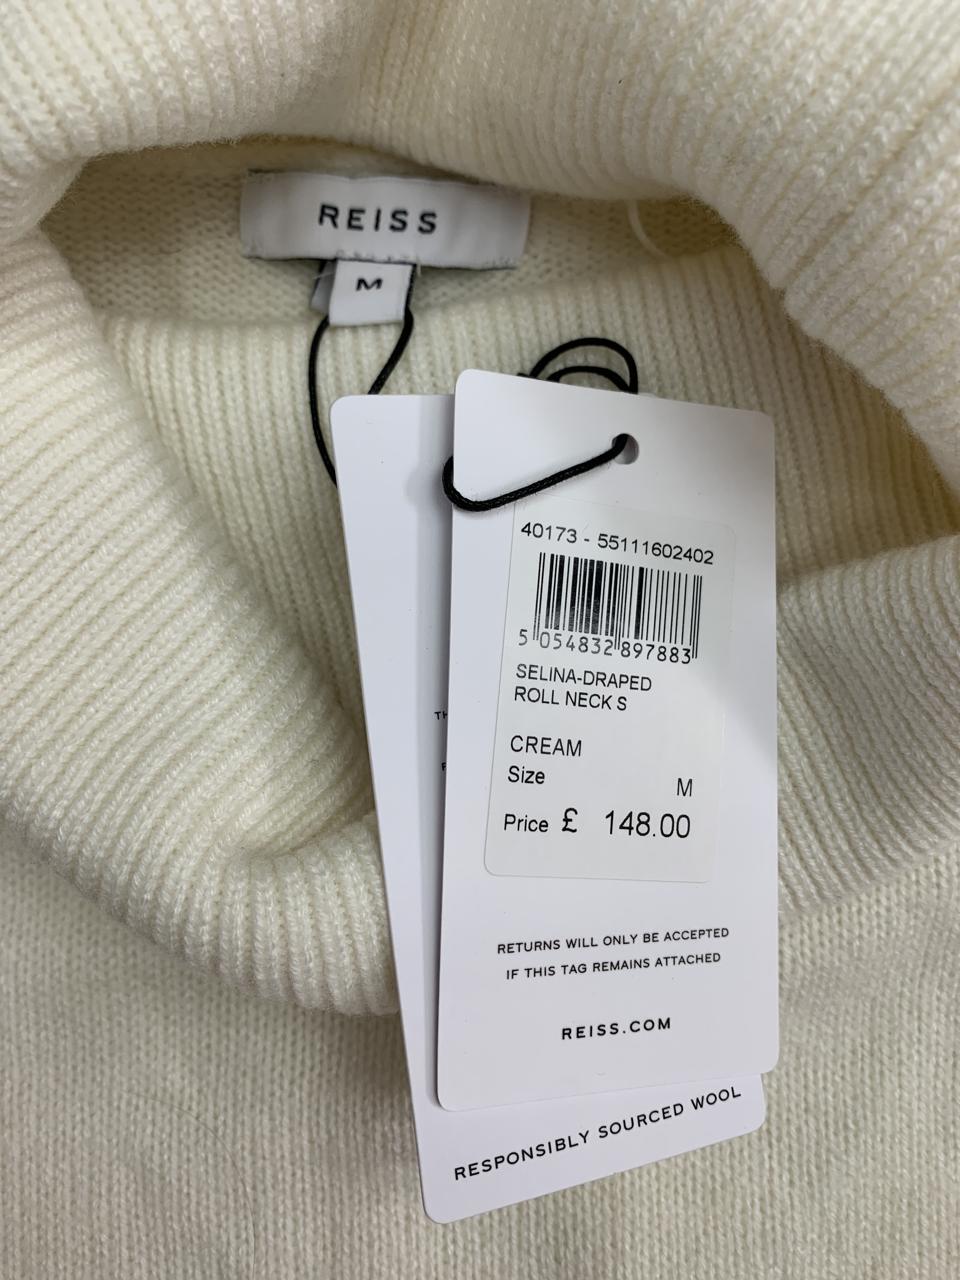 REISS
M
40173 - 55111602402
5 054832 897883
SELINA-DRAPED
ROLL NECK S
CREAM
Size M
Price £ 148.00
RETURNS WILL ONLY BE ACCEPTED
IF THIS TAG REMAINS ATTACHED
REISS.COM
RESPONSIBLY SOURCED WOOL